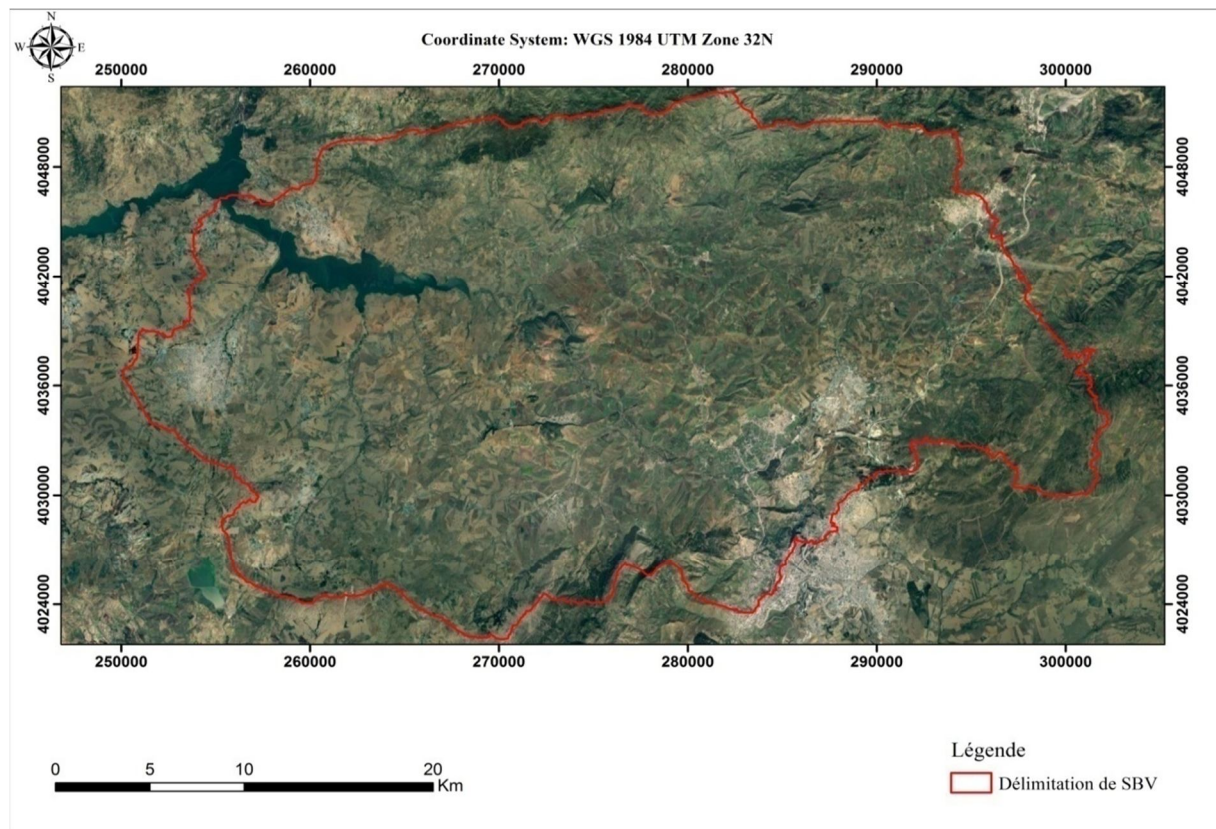 N
W E
S
Coordinate System: WGS 1984 UTM Zone 32N
250000 260000 270000 280000 290000 300000
4048000 4048000
4042000 4042000
4036000 4036000
4030000 4030000
4024000 4024000
250000 260000 270000 280000 290000 300000
0 5 10 20
Km
Légende
Délimitation de SBV